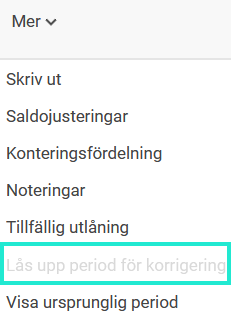 Mer
Skriv ut
Saldojusteringar
Konteringsfördelning
Noteringar
Tillfällig utlåning
Lås upp period för korrigering
Visa ursprunglig period